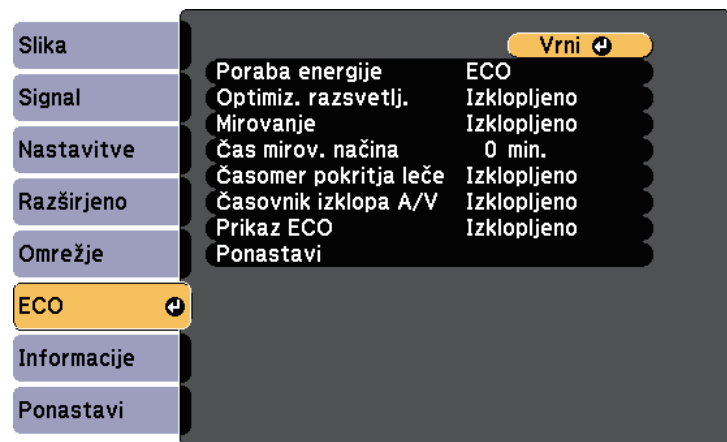 Slika
Signal
Nastavitve
Razširjeno
Omrežje
ECO
Informacije
Ponastavi
Vrni
Poraba energije ECO
Optimiz. razsvetlj. Izklopljeno
Mirovanje Izklopljeno
Čas mirov. načina 0 min.
Časomer pokritja leče Izklopljeno
Časovnik izklopa A/V Izklopljeno
Prikaz ECO Izklopljeno
Ponastavi